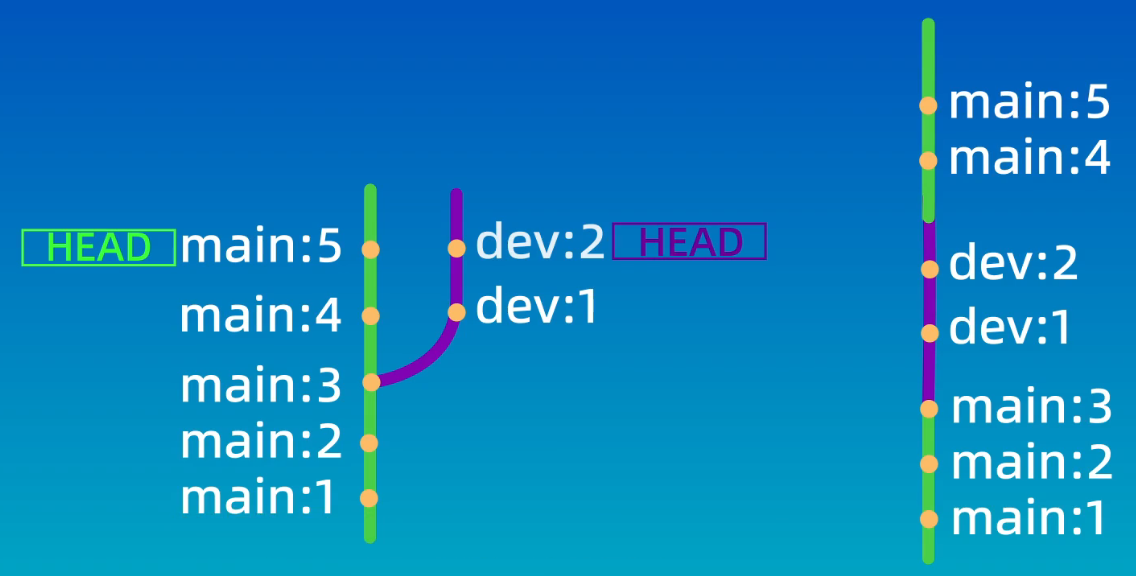 HEAD main:5
main:4
main:3
main:2
main:1
dev:2 HEAD
dev:1
main:5
main:4
dev:2
dev:1
main:3
main:2
main:1